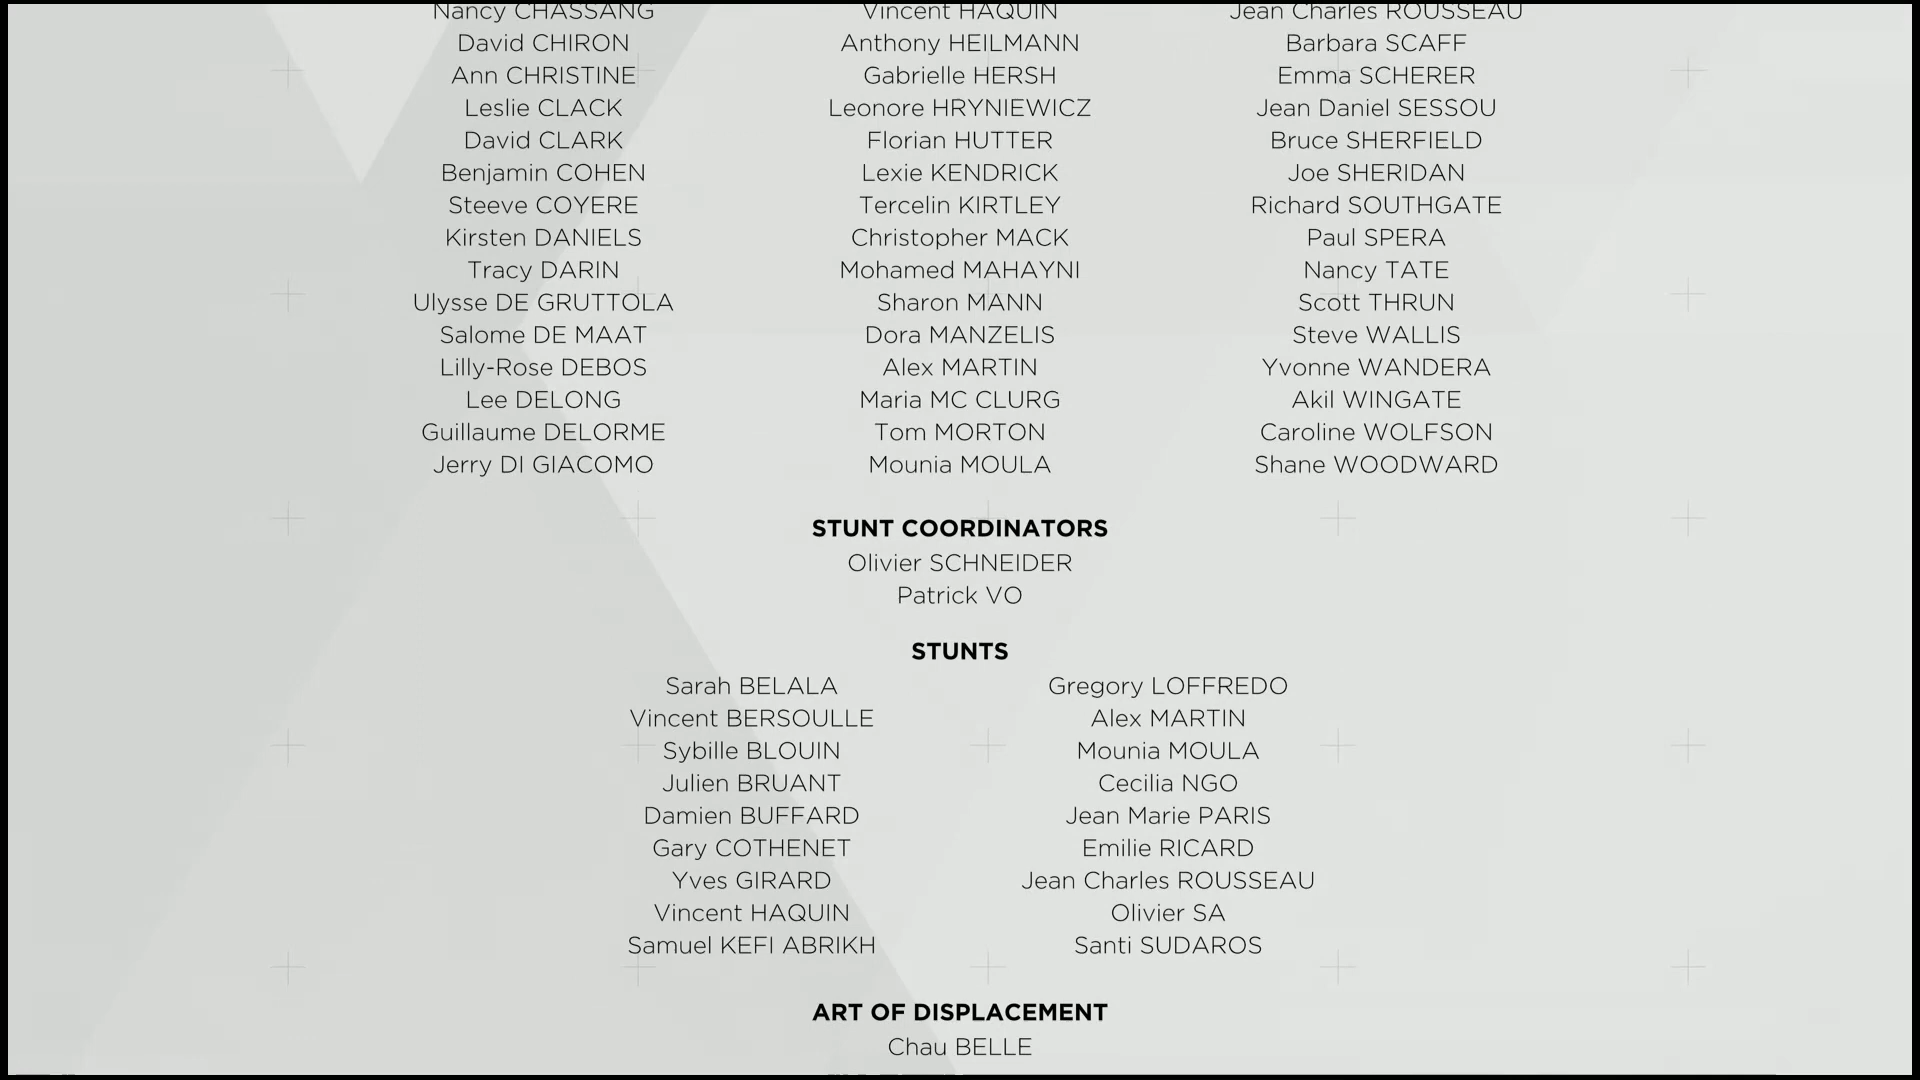 Nancy CHASSANG Vincent HAQUIN Jean Charles ROUSSEAU
David CHIRON Anthony HEILMANN Barbara SCAFF
Ann CHRISTINE Gabrielle HERSH Emma SCHERER
Leslie CLACK Leonore HRYNIEWICZ Jean Daniel SESSOU
David CLARK Florian HUTTER Bruce SHERFIELD
Benjamin COHEN Lexie KENDRICK Joe SHERIDAN
Steeve COYERE Tercelin KIRTLEY Richard SOUTHGATE
Kirsten DANIELS Christopher MACK Paul SPERA
Tracy DARIN Mohamed MAHAYNI Nancy TATE
Ulysse DE GRUTTOLA Sharon MANN Scott THRUN
Salome DE MAAT Dora MANZELIS Steve WALLIS
Lilly-Rose DEBOS Alex MARTIN Yvonne WANDERA
Lee DELONG Maria MC CLURG Akil WINGATE
Guillaume DELORME Tom MORTON Caroline WOLFSON
Jerry DI GIACOMO Mounia MOULA Shane WOODWARD
STUNT COORDINATORS
Olivier SCHNEIDER
Patrick VO
STUNTS
Sarah BELALA Gregory LOFFREDO
Vincent BERSOULLE Alex MARTIN
Sybille BLOUIN Mounia MOULA
Julien BRUANT Cecilia NGO
Damien BUFFARD Jean Marie PARIS
Gary COTHENET Emilie RICARD
Yves GIRARD Jean Charles ROUSSEAU
Vincent HAQUIN Olivier SA
Samuel KEFI ABRIKH Santi SUDAROS
ART OF DISPLACEMENT
Chau BELLE